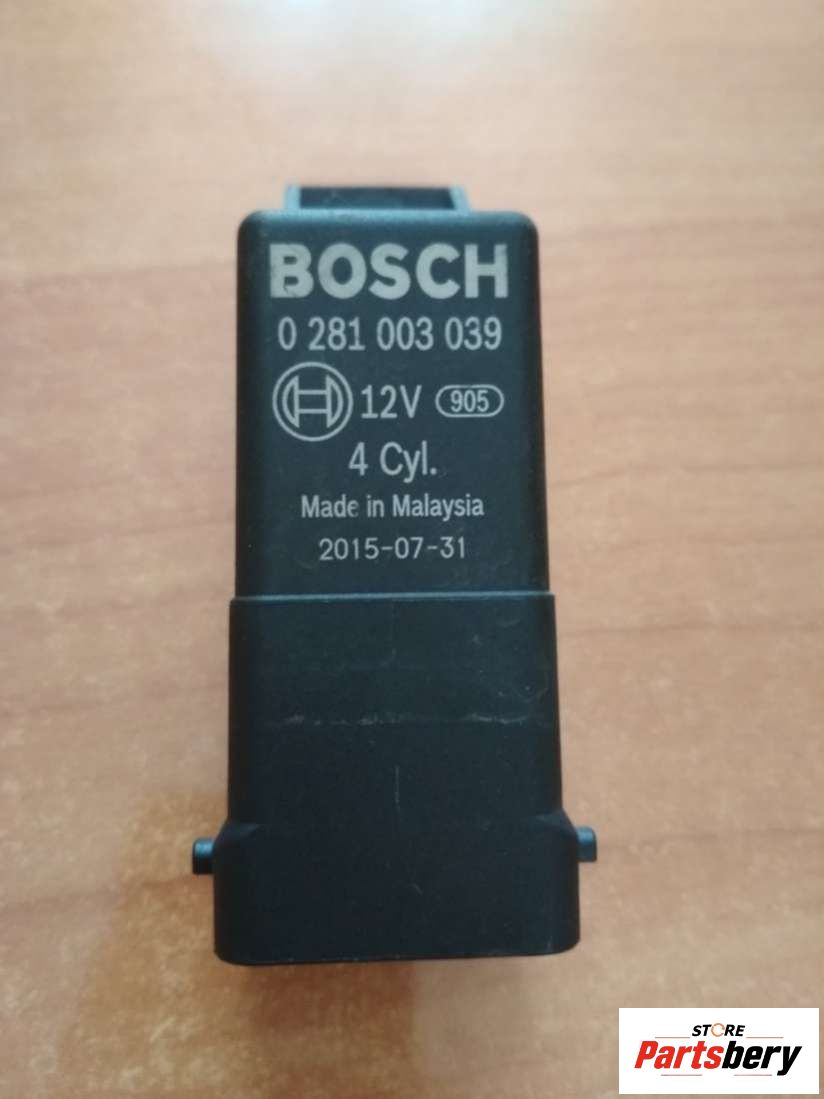 BOSCH
0 281 003 039
12V 905
4 Cyl.
Made in Malaysia
2015-07-31
STORE
Partsbery